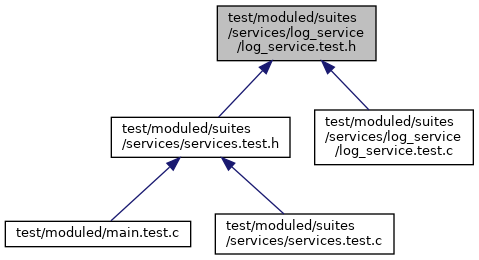 test/moduled/suites
/services/log_service
/log_service.test.h
test/moduled/suites
/services/services.test.h
test/moduled/suites
/services/log_service
/log_service.test.c
test/moduled/main.test.c
test/moduled/suites
/services/services.test.c